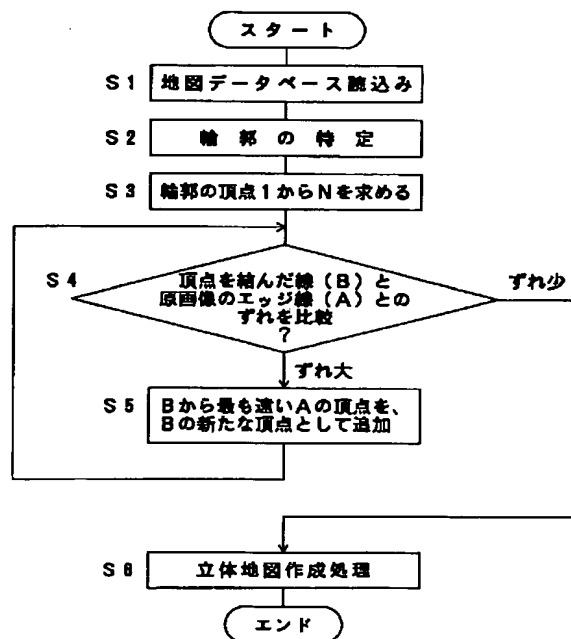 スタート
S1 地図データベース読込み
S2 輪郭の特定
S3 輪郭の頂点1からNを求める
S4 頂点を結んだ線(B)と
原画像のエッジ線(A)との
ずれを比較
?
ずれ少
ずれ大
S5 Bから最も遠いAの頂点を、
Bの新たな頂点として追加
S6 立体地図作成処理
エンド